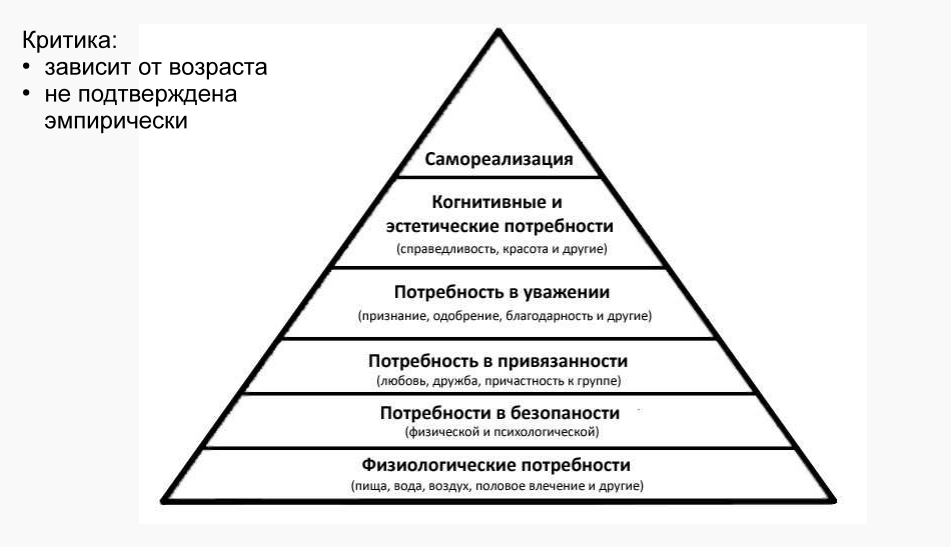 Критика:
• зависит от возраста
• не подтверждена
эмпирически
Самореализация
Когнитивные и
эстетические потребности
(справедливость, красота и другие)
Потребность в уважении
(признание, одобрение, благодарность и другие)
Потребность в привязанности
(любовь, дружба, причастность к группе)
Потребности в безопаности
(физической и психологической)
Физиологические потребности
(пища, вода, воздух, половое влечение и другие)